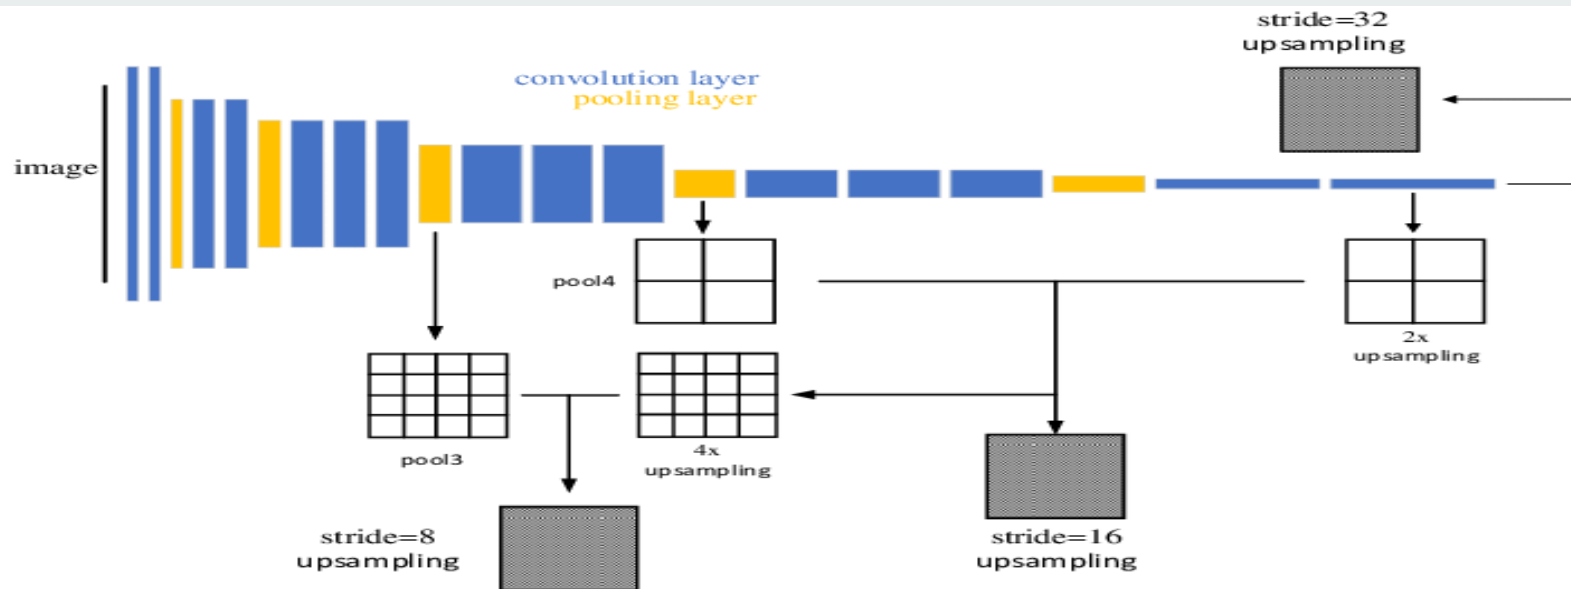 stride=32
upsampling
convolution layer
pooling layer
image
pool4
2x
upsampling
pool3
4x
upsampling
stride=8
upsampling
stride=16
upsampling